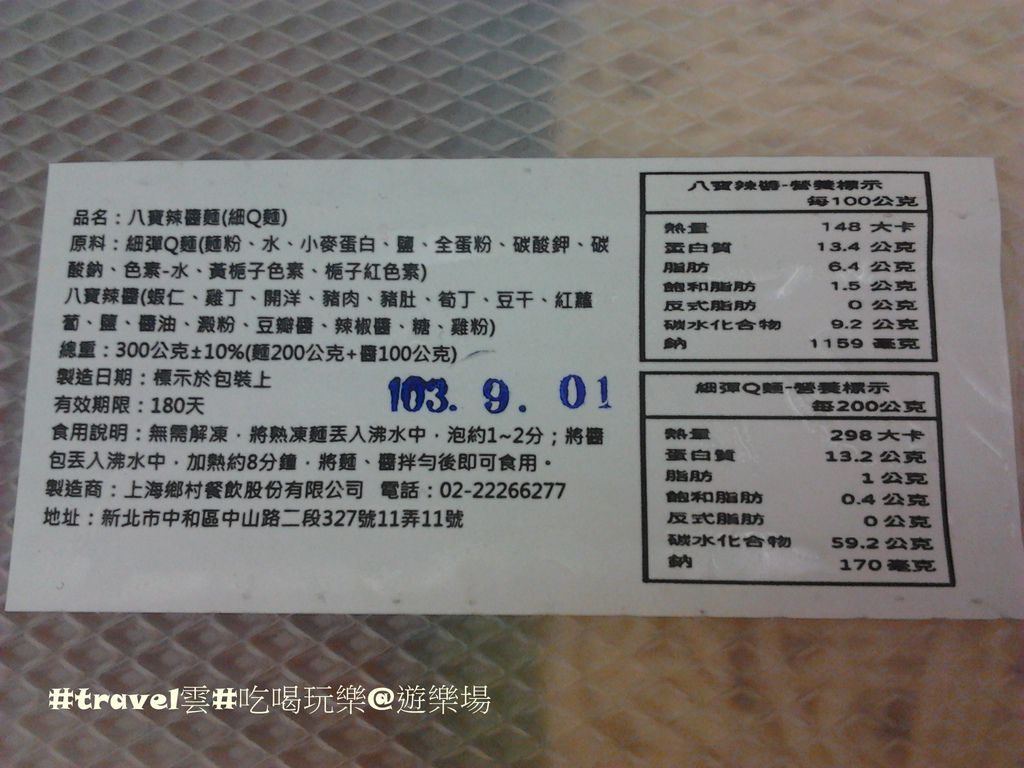 品名：八寶辣醬麵(細Q麵)
原料：細彈Q麵(麵粉、水、小麥蛋白、鹽、全蛋粉、碳酸鉀、碳
酸鈉、色素-水、黃梔子色素、梔子紅色素)
八寶辣醬(蝦仁、雞丁、開洋、豬肉、豬肚、筍丁、豆干、紅蘿
蔔、鹽、醬油、澱粉、豆瓣醬、辣椒醬、糖、雞粉)
總重：300公克±10%(麵200公克+醬100公克)
製造日期：標示於包裝上
103. 9. 01
有效期限：180天
食用說明：無需解凍，將熟凍麵丟入沸水中，泡約1~2分；將醬
包丟入沸水中，加熱約8分鐘，將麵、醬拌勻後即可食用。
製造商：上海鄉村餐飲股份有限公司 電話：02-22266277
地址：新北市中和區中山路二段327號11弄11號
八寶辣醬-營養標示
每100公克
熱量 148 大卡
蛋白質 13.4 公克
脂肪 6.4 公克
飽和脂肪 1.5 公克
反式脂肪 0 公克
碳水化合物 9.2 公克
鈉 1159 毫克
細彈Q麵-營養標示
每200公克
熱量 298 大卡
蛋白質 13.2 公克
脂肪 1 公克
飽和脂肪 0.4 公克
反式脂肪 0 公克
碳水化合物 59.2 公克
鈉 170 毫克
#travel雲#吃喝玩樂@遊樂場